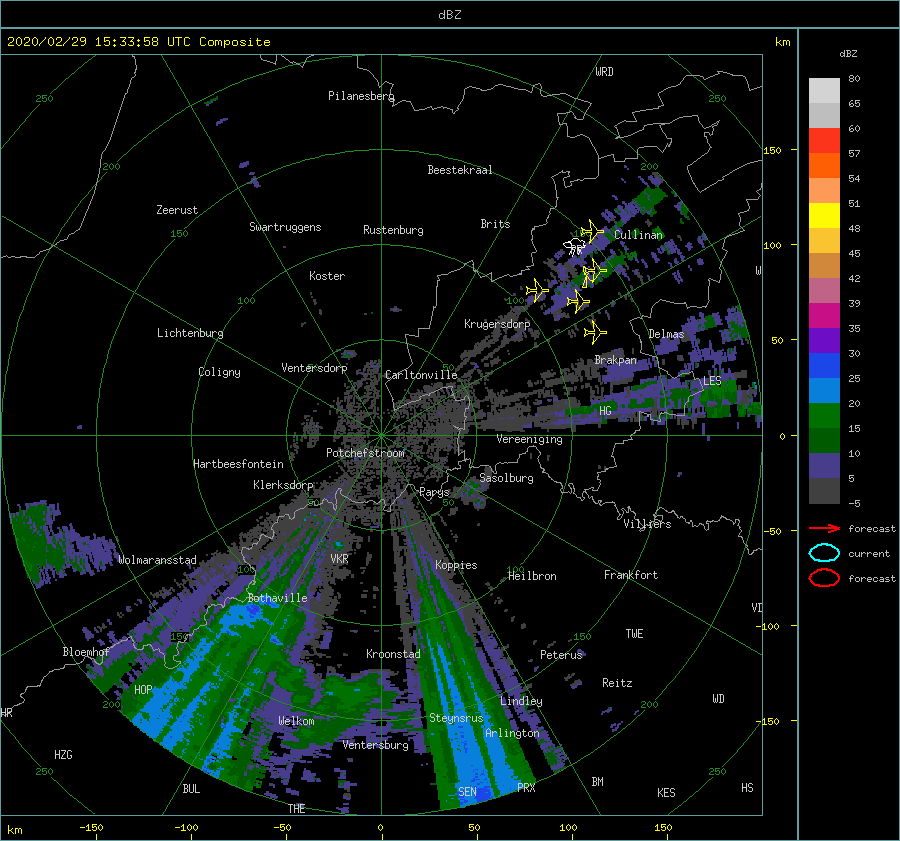 dBZ
2020/02/29 15:33:58 UTC Composite
km
dBZ
WRD
250
Pilanesberg
250
80
65
60
57
54
51
48
45
42
39
35
30
25
20
15
10
5
-5
150
200
Beestekraal
200
Zeerust
150
Swartruggens
Rustenburg
Brits
Cullinan
100
W
Koster
100
100
Krugersdorp
Lichtenburg
Delmas
50
Coligny
Ventersdorp
Carltonville
50
Brakpan
LES
HG
Vereeniging
0
Potchefstroom
Hartbeesfontein
Klerksdorp
Parys
Sasolburg
50
50
Villiers
-50
forecast
current
forecast
Wolmaransstad
VKR
100
Koppies
100
Heilbron
Frankfort
Bothaville
VI
-100
150
150
TWE
Bloemhof
Kroonstad
Peterus
HOP
Reitz
200
Lindley
200
WD
HR
Welkom
Steynsrus
Arlington
-150
Ventersburg
HZG
250
250
BUL
THE
SEN
PRX
BM
KES
HS
km
-150
-100
-50
0
50
100
150